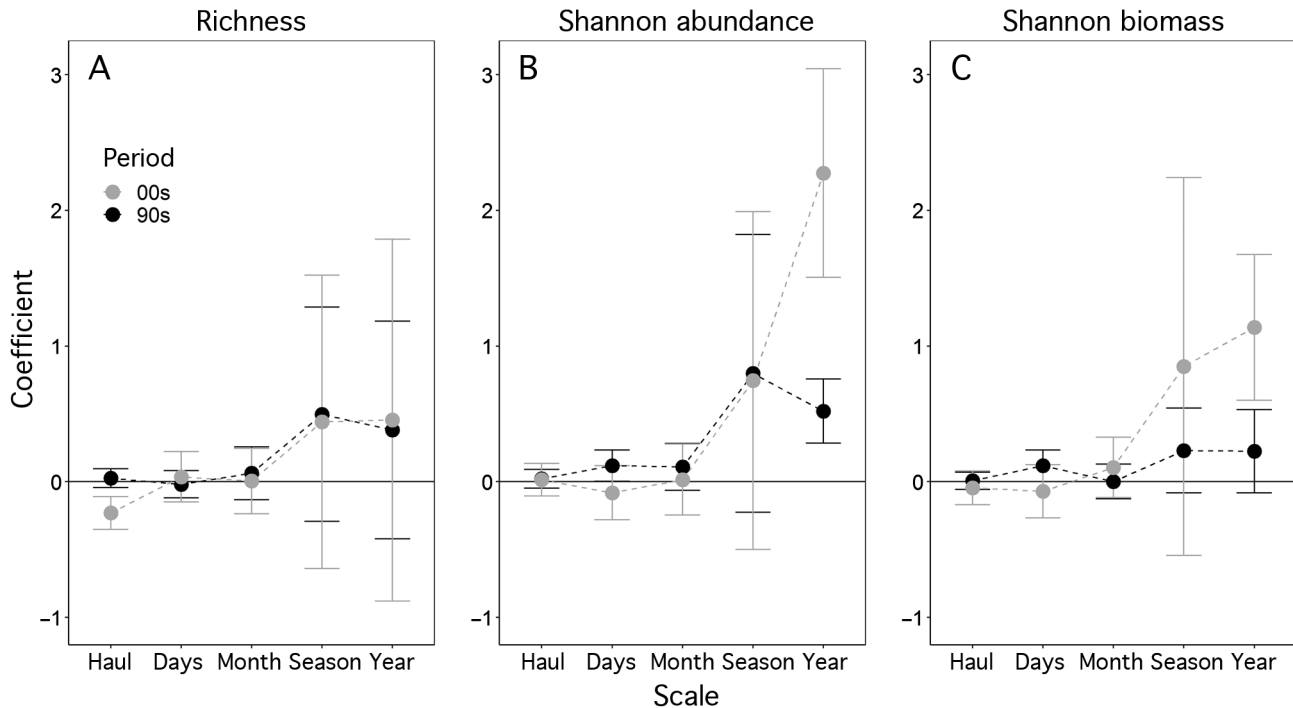 Richness
Shannon abundance
Shannon biomass
A
B
C
3
2
1
0
−1
3
2
1
0
−1
3
2
1
0
−1
Period
00s
90s
Coefficient
Haul Days Month Season Year
Haul Days Month Season Year
Haul Days Month Season Year
Scale